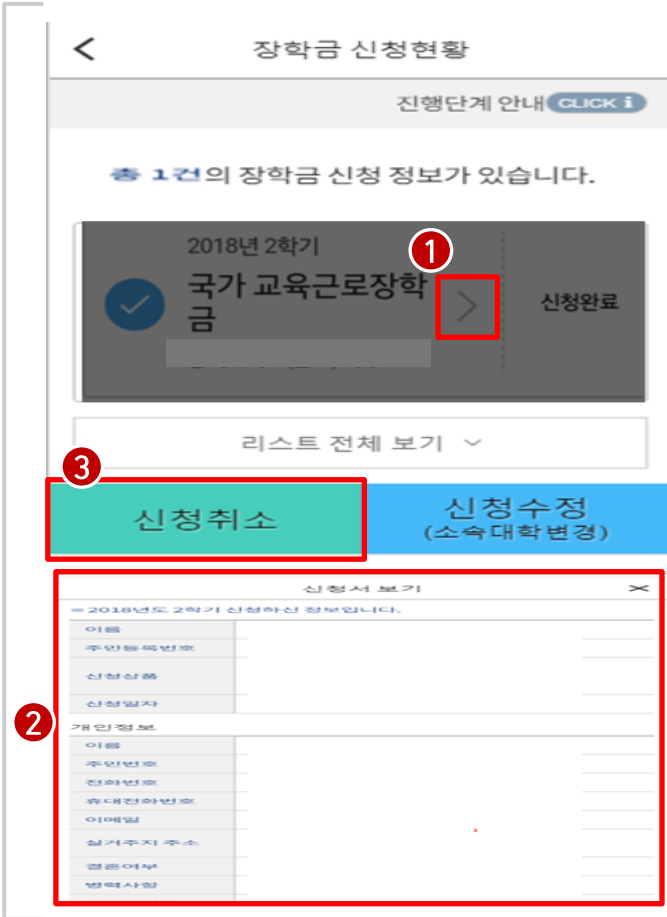 장학금 신청현황
진행단계 안내 CLICK i
총 1건의 장학금 신청 정보가 있습니다.
1
2018년 2학기
국가 교육근로장학
금
신청완료
리스트 전체 보기
3
신청취소
신청수정
(소속대학변경)
신청서 보기
2018년도 2학기 신청하신 정보입니다.
이름
주민등록번호
신청상품
신청일자
2
개인정보
이름
주민번호
전화번호
휴대전화번호
이메일
실거주지 주소
결혼여부
병력사항